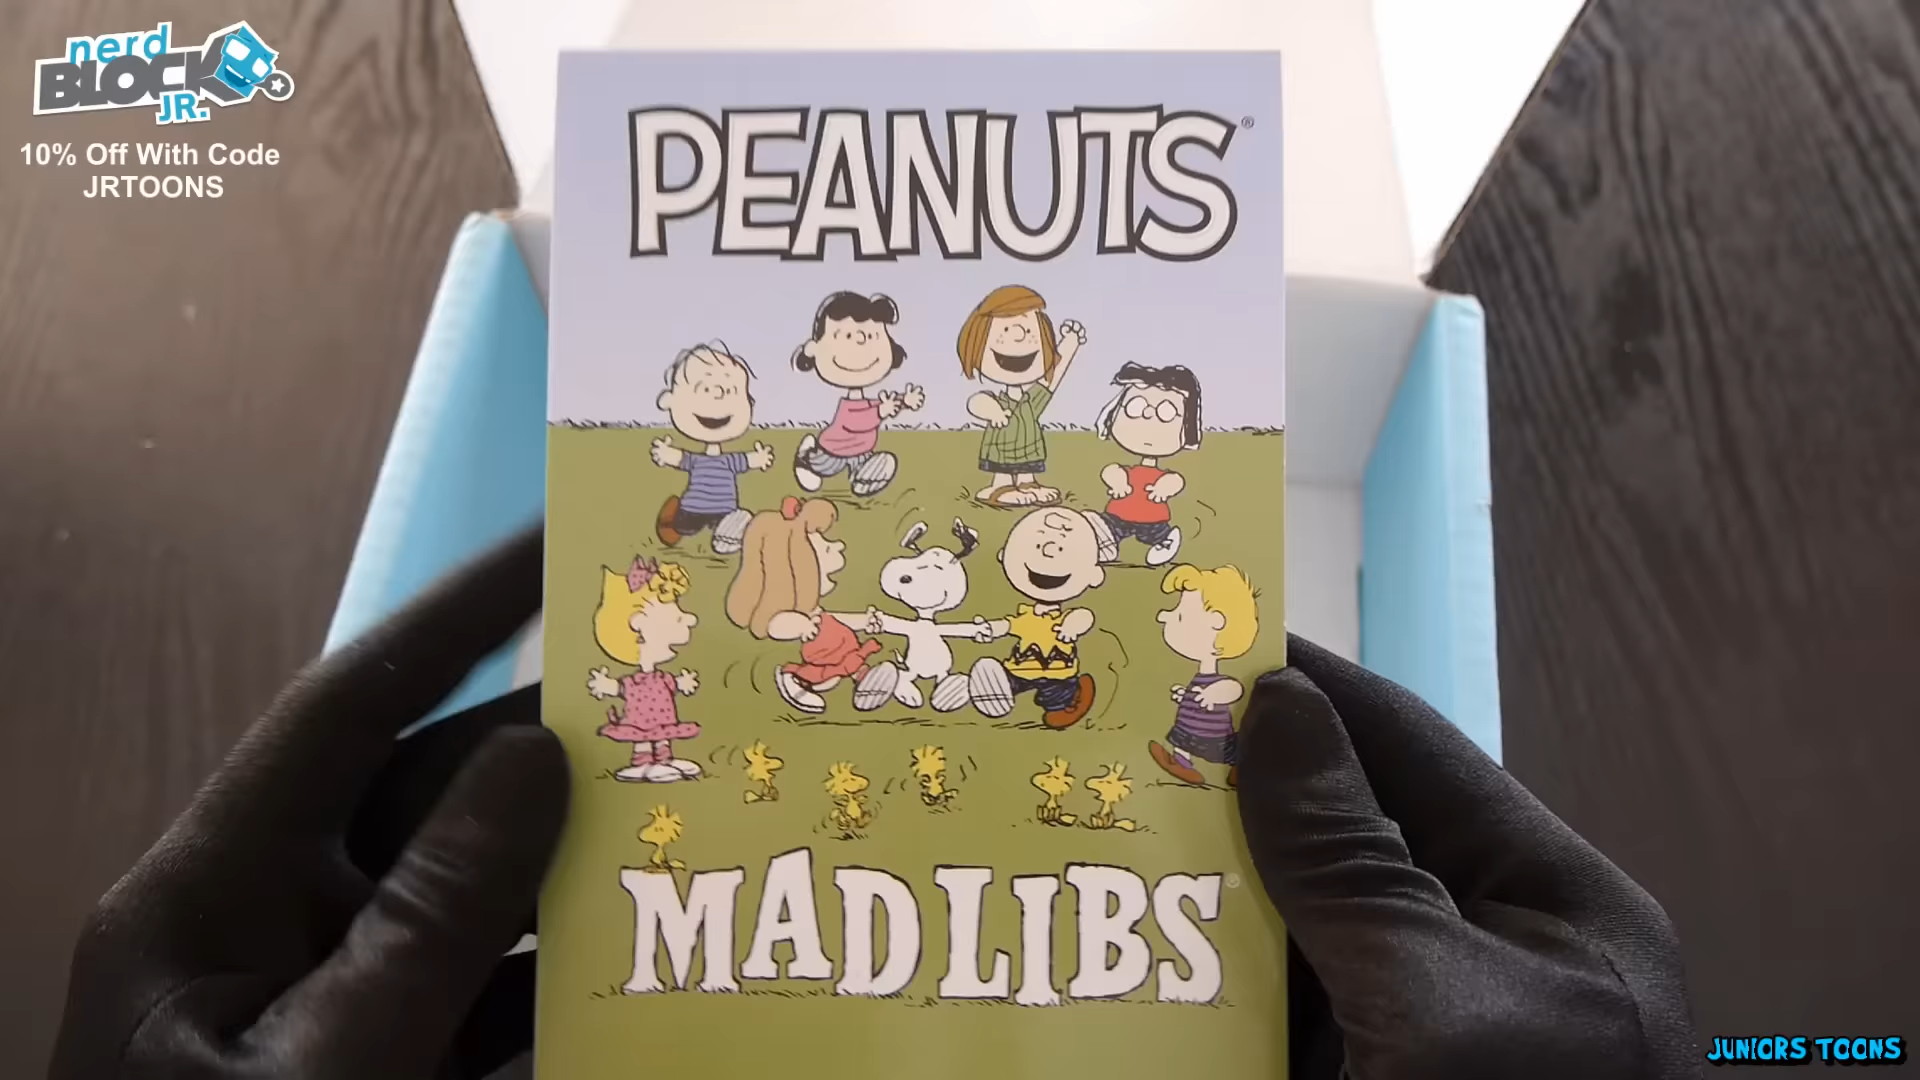 nerd
BLOCK
JR.
10% Off With Code
JRTOONS
PEANUTS®
MAD LIBS®
JUNIORS TOONS